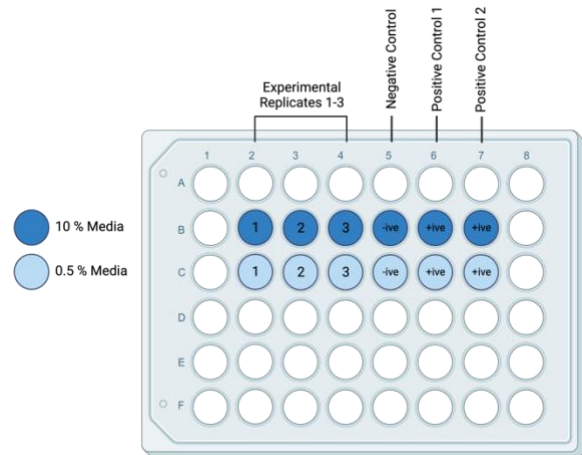 Negative Control
Positive Control 1
Positive Control 2
Experimental
Replicates 1-3
1 2 3 4 5 6 7 8
A
10 % Media
B 1 2 3 -ive +ive +ive
0.5 % Media
C 1 2 3 -ive +ive +ive
D
E
F